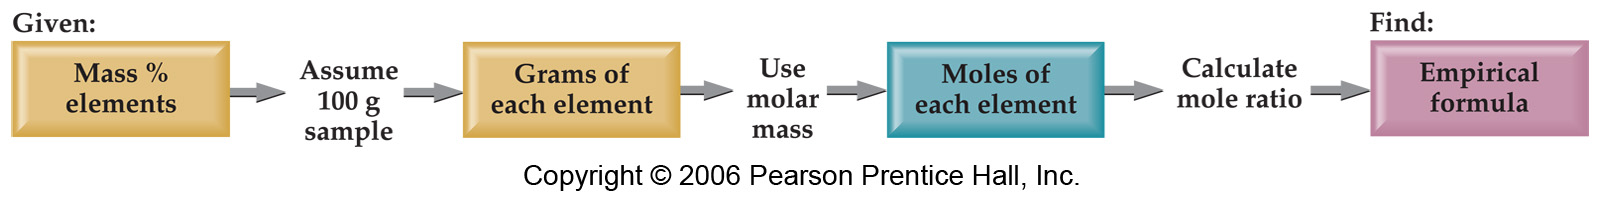 Given:
Mass %
elements
Assume
100 g
sample
Grams of
each element
Use
molar
mass
Moles of
each element
Calculate
mole ratio
Find:
Empirical
formula
Copyright © 2006 Pearson Prentice Hall, Inc.